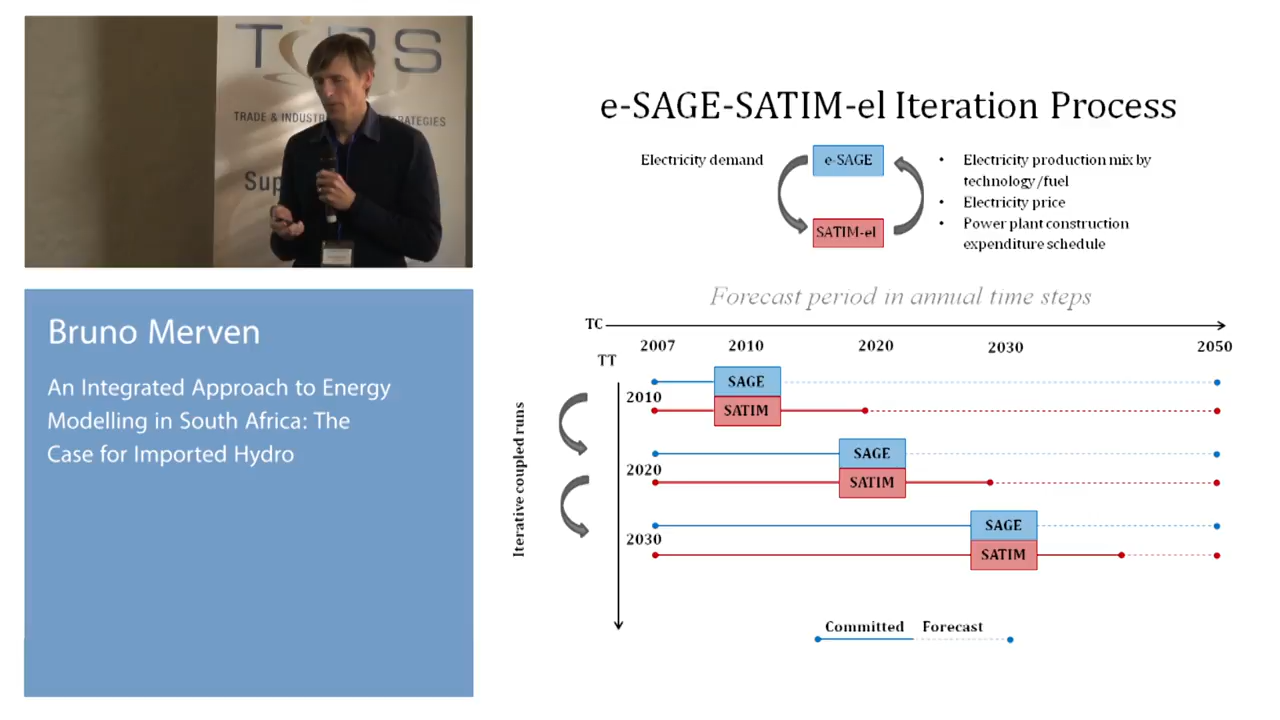 T PS
TRADE & INDUSTR
RATEGIES
Sup
Bruno Merven
An Integrated Approach to Energy
Modelling in South Africa: The
Case for Imported Hydro
e-SAGE-SATIM-el Iteration Process
Electricity demand
e-SAGE
SATIM-el
• Electricity production mix by
technology/fuel
• Electricity price
• Power plant construction
expenditure schedule
Forecast period in annual time steps
TC
2007 2010 2020 2030 2050
TT
Iterative coupled runs
2010
SAGE
SATIM
2020
SAGE
SATIM
2030
SAGE
SATIM
Committed Forecast